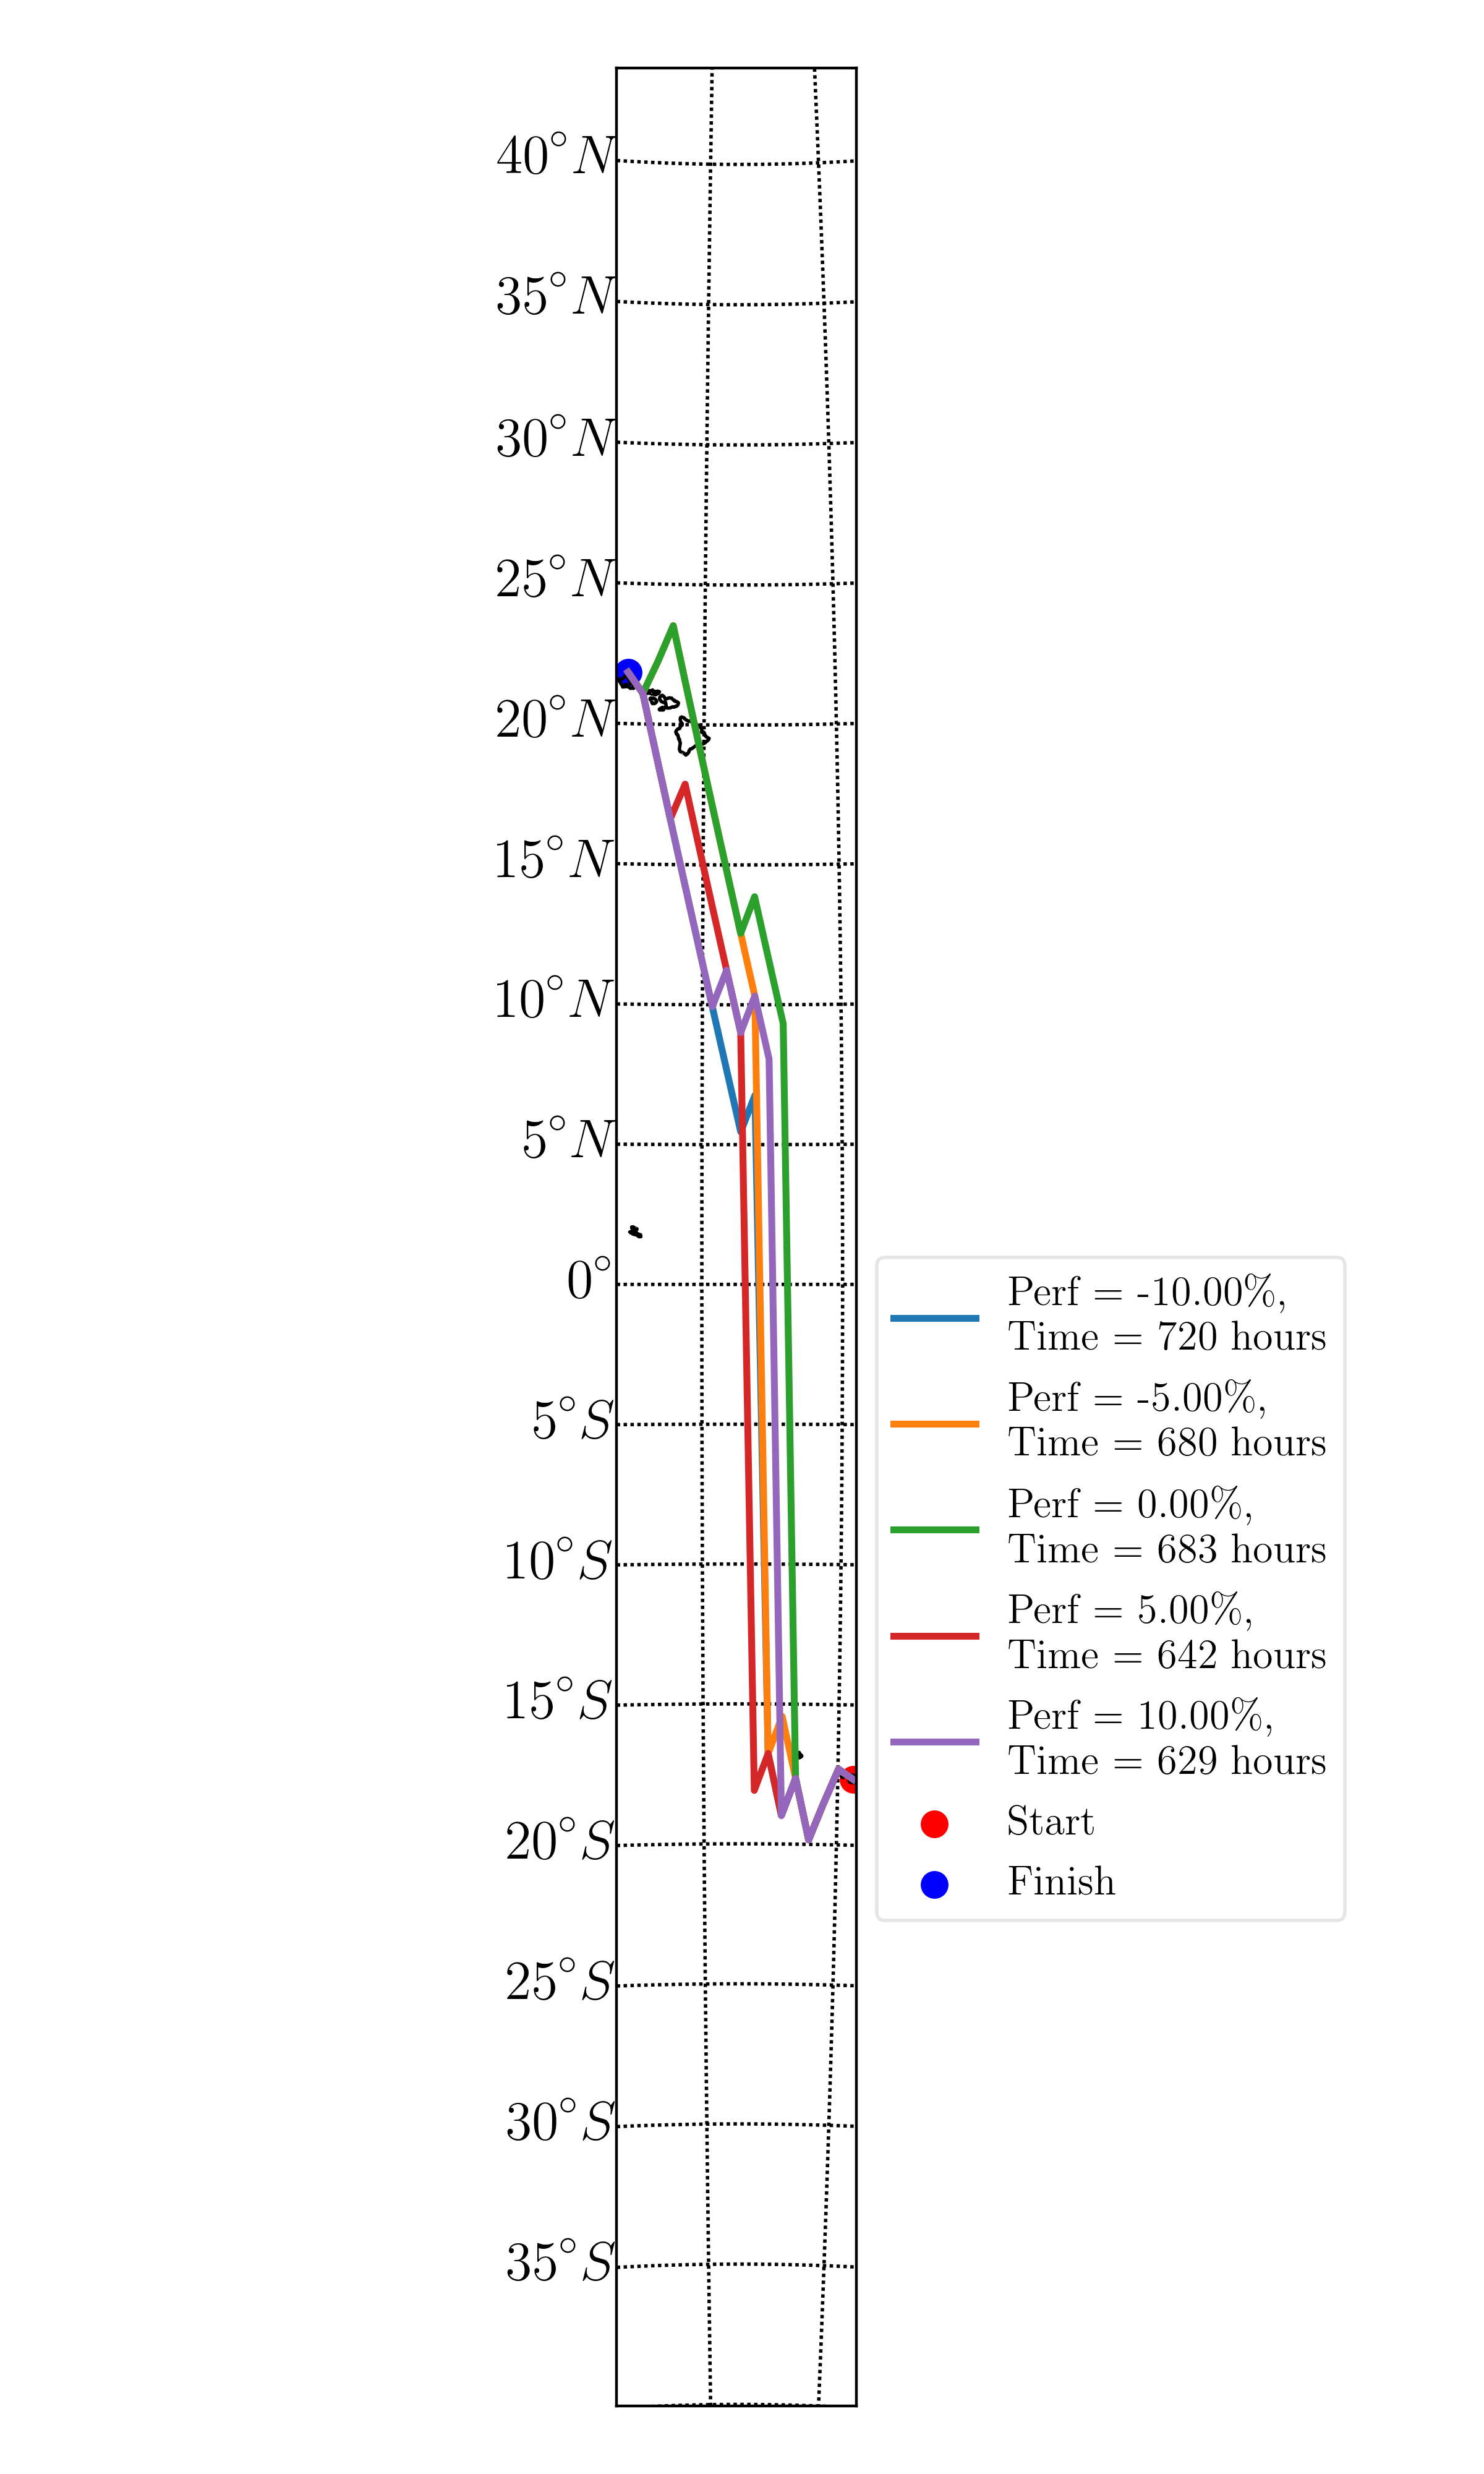 40°N
35°N
30°N
25°N
20°N
15°N
10°N
5°N
0°
5°S
10°S
15°S
20°S
25°S
30°S
35°S
Perf = -10.00%,
Time = 720 hours
Perf = -5.00%,
Time = 680 hours
Perf = 0.00%,
Time = 683 hours
Perf = 5.00%,
Time = 642 hours
Perf = 10.00%,
Time = 629 hours
Start
Finish